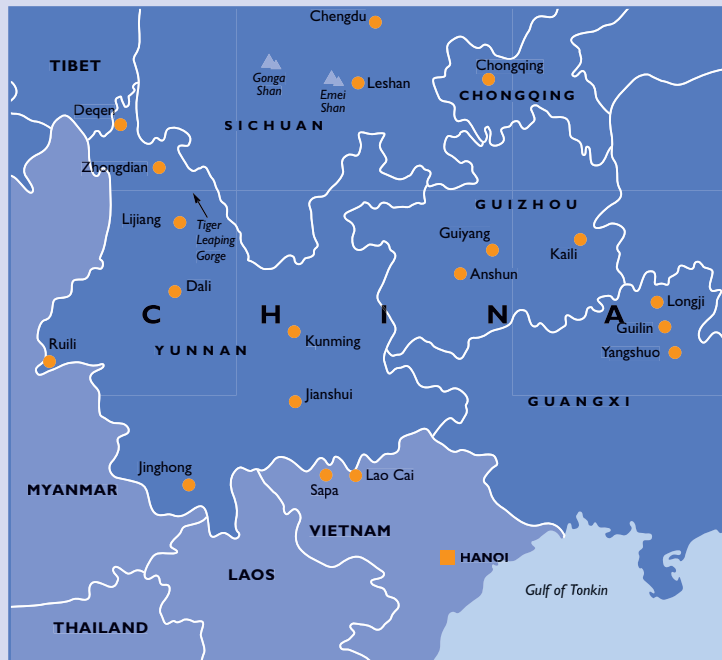 Chengdu
TIBET
Gonga
Shan
Emei
Shan
Leshan
Chongqing
CHONGQING
Deqen
SICHUAN
Zhongdian
Lijiang
Tiger
Leaping
Gorge
GUIZHOU
Guiyang
Kaili
Anshun
Dali
Longji
CHINA
Guilin
Ruili
YUNNAN
Kunming
Yangshuo
Jianshui
GUANGXI
Jinghong
Sapa
Lao Cai
MYANMAR
VIETNAM
HANOI
LAOS
Gulf of Tonkin
THAILAND